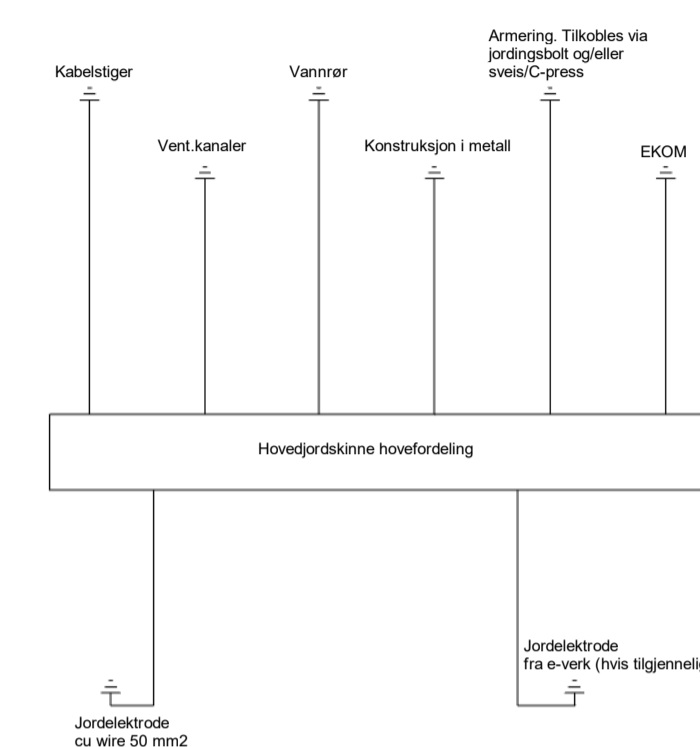 Armering. Tilkobles via
jordingsbolt og/eller
sveis/C-press
Kabelstiger
Vannrør
Vent.kanaler
Konstruksjon i metall
EKOM
Hovedjordskinne hovefordeling
Jordelektrode
fra e-verk (hvis tilgjennelig
Jordelektrode
cu wire 50 mm2